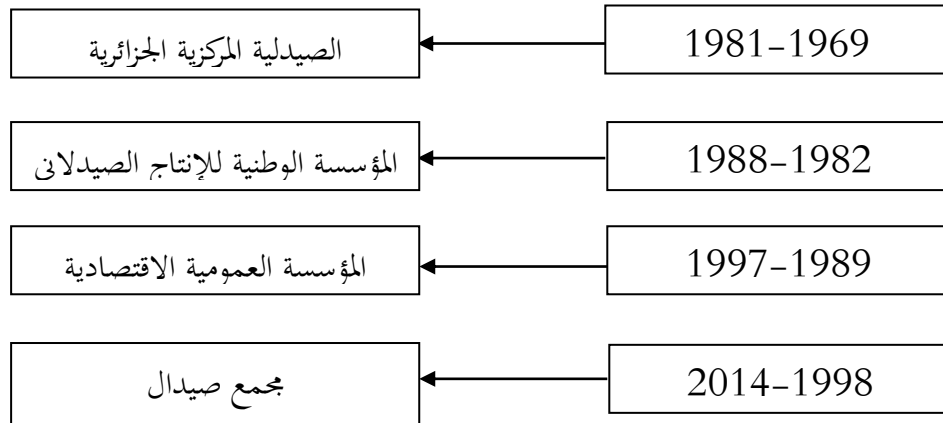 1981-1969
الصيدلية المركزية الجزائرية
1988-1982
المؤسسة الوطنية للإنتاج الصيدلاني
1997-1989
المؤسسة العمومية الاقتصادية
2014-1998
مجمع صيدال